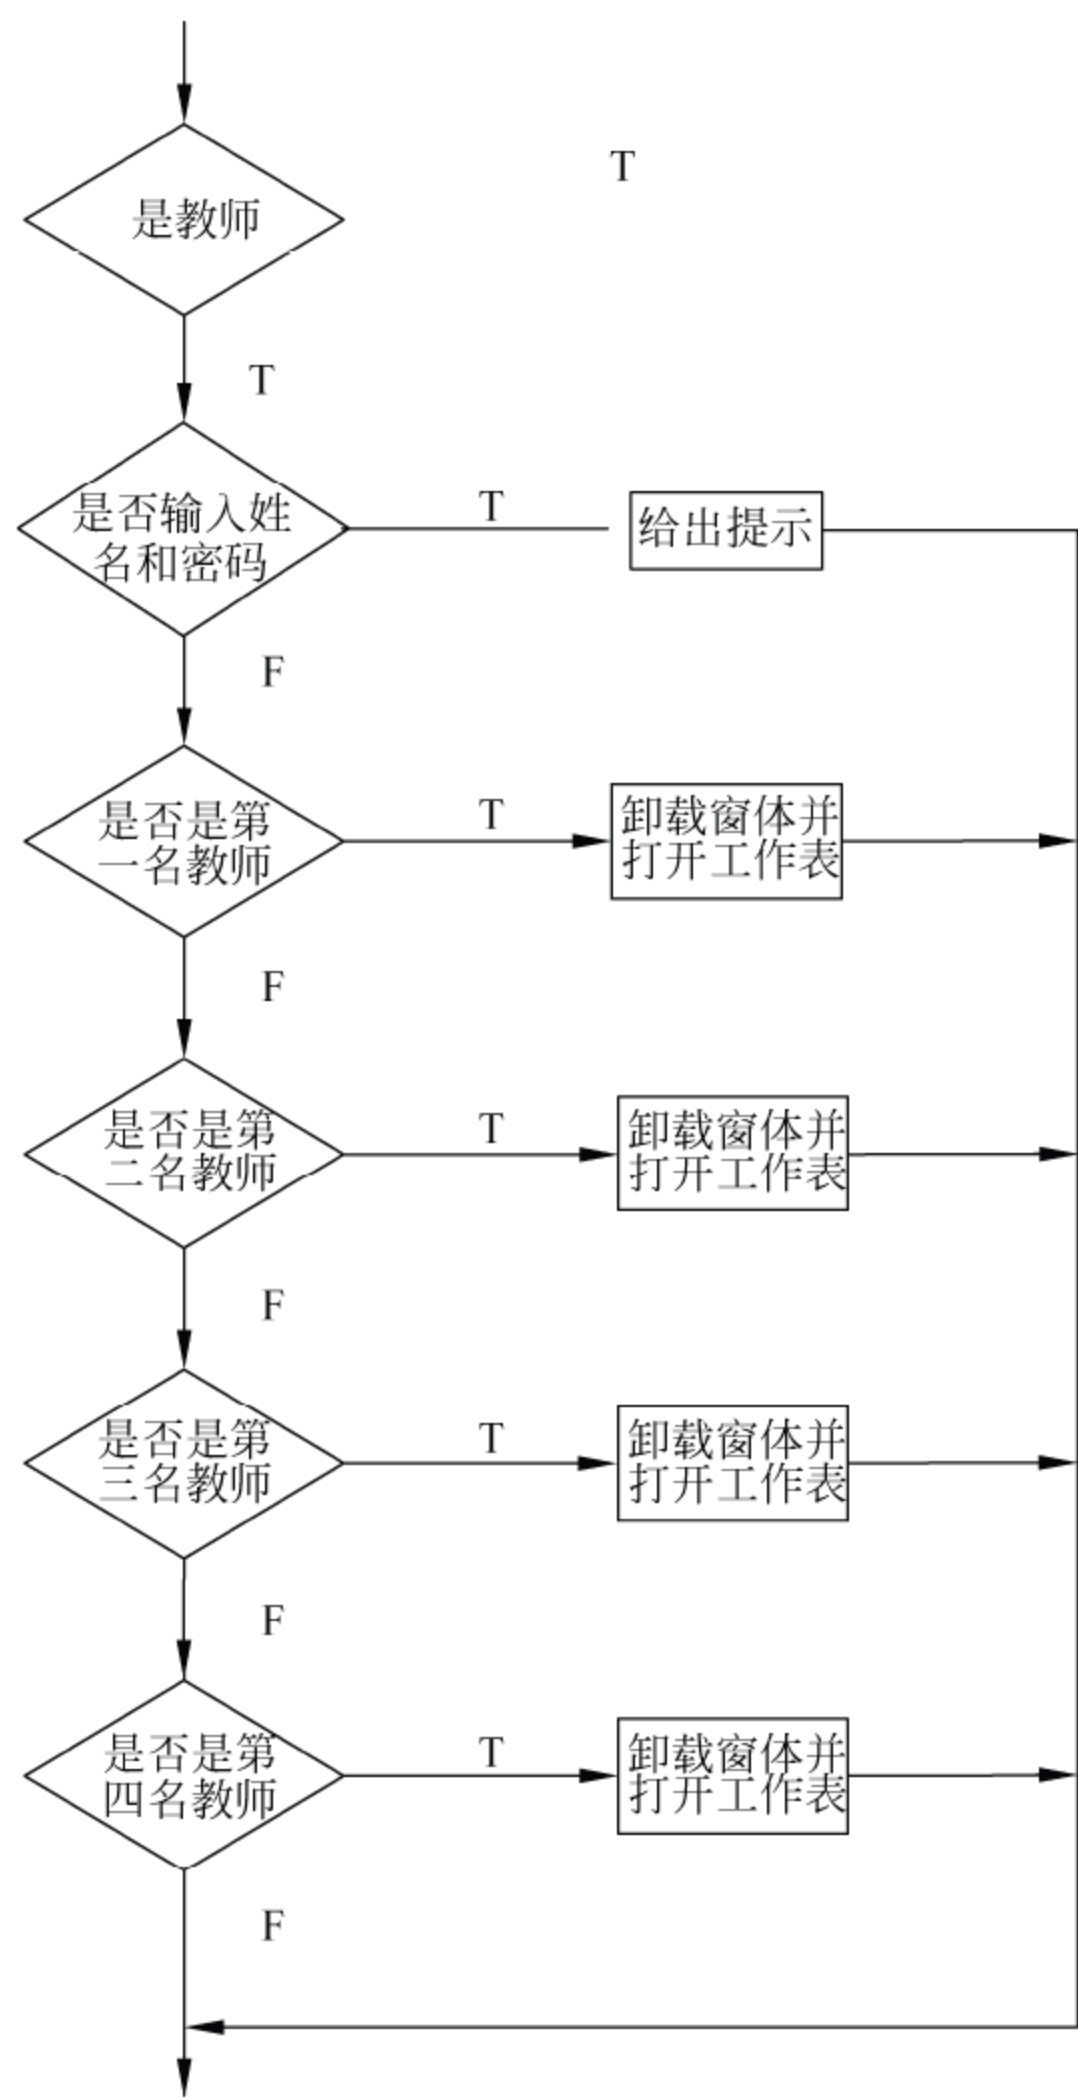 T
是教师
T
是否输入姓
名和密码
T
给出提示
F
是否是第
一名教师
T
卸载窗体并
打开工作表
F
是否是第
二名教师
T
卸载窗体并
打开工作表
F
是否是第
三名教师
T
卸载窗体并
打开工作表
F
是否是第
四名教师
T
卸载窗体并
打开工作表
F